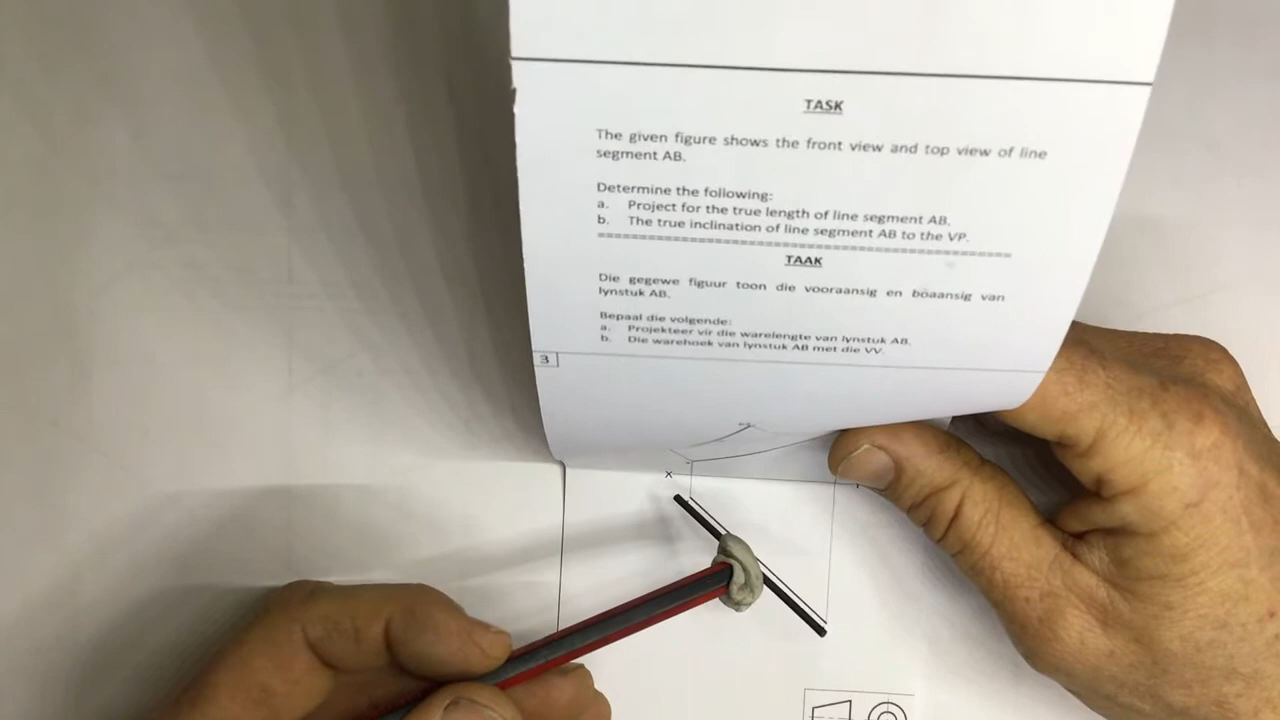 TASK
The given figure shows the front view and top view of line
segment AB.
Determine the following:
a. Project for the true length of line segment AB.
b. The true inclination of line segment AB to the VP.
==================================================
TAAK
Die gegewe figuur toon die vooraansig en boaansig van
lynstuk AB.
Bepaal die volgende:
a. Projekteer vir die warelengte van lynstuk AB.
b. Die warehoek van lynstuk AB met die VV.
3
X